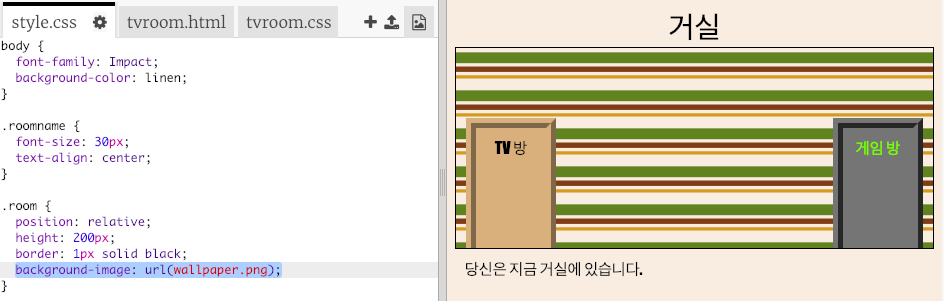 style.css
tvroom.html
tvroom.css
body {
font-family: Impact;
background-color: linen;
}
.roomname {
font-size: 30px;
text-align: center;
}
.room {
position: relative;
height: 200px;
border: 1px solid black;
background-image: url(wallpaper.png);
}
거실
TV 방
게임 방
당신은 지금 거실에 있습니다.